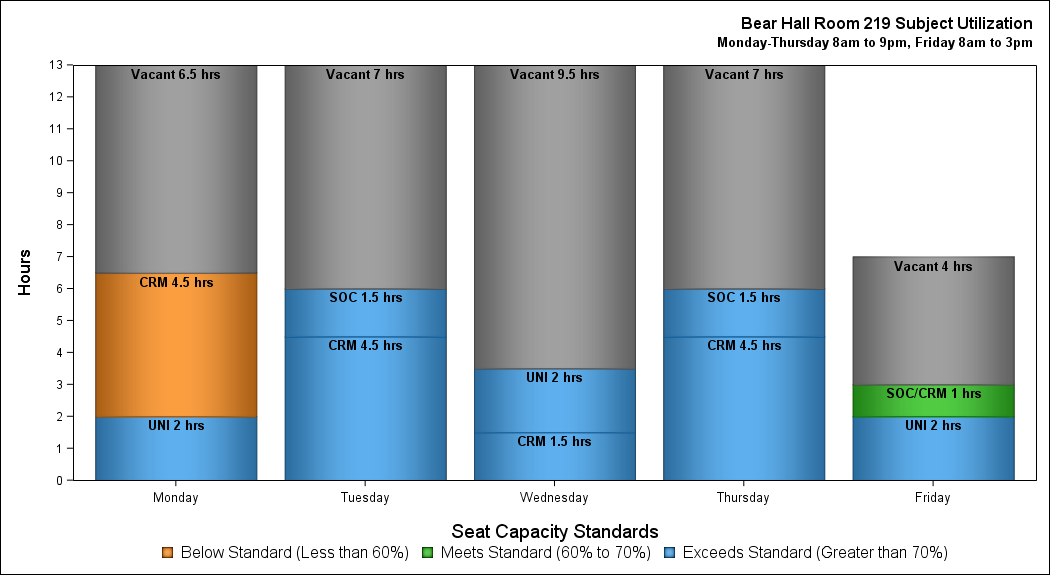 Bear Hall Room 219 Subject Utilization
Monday-Thursday 8am to 9pm, Friday 8am to 3pm
13
12
11
10
9
8
7
6
5
4
3
2
1
0
Hours
Vacant 6.5 hrs
CRM 4.5 hrs
UNI 2 hrs
Vacant 7 hrs
SOC 1.5 hrs
CRM 4.5 hrs
Vacant 9.5 hrs
UNI 2 hrs
CRM 1.5 hrs
Vacant 7 hrs
SOC 1.5 hrs
CRM 4.5 hrs
Vacant 4 hrs
SOC/CRM 1 hrs
UNI 2 hrs
Monday Tuesday Wednesday Thursday Friday
Seat Capacity Standards
Below Standard (Less than 60%) Meets Standard (60% to 70%) Exceeds Standard (Greater than 70%)